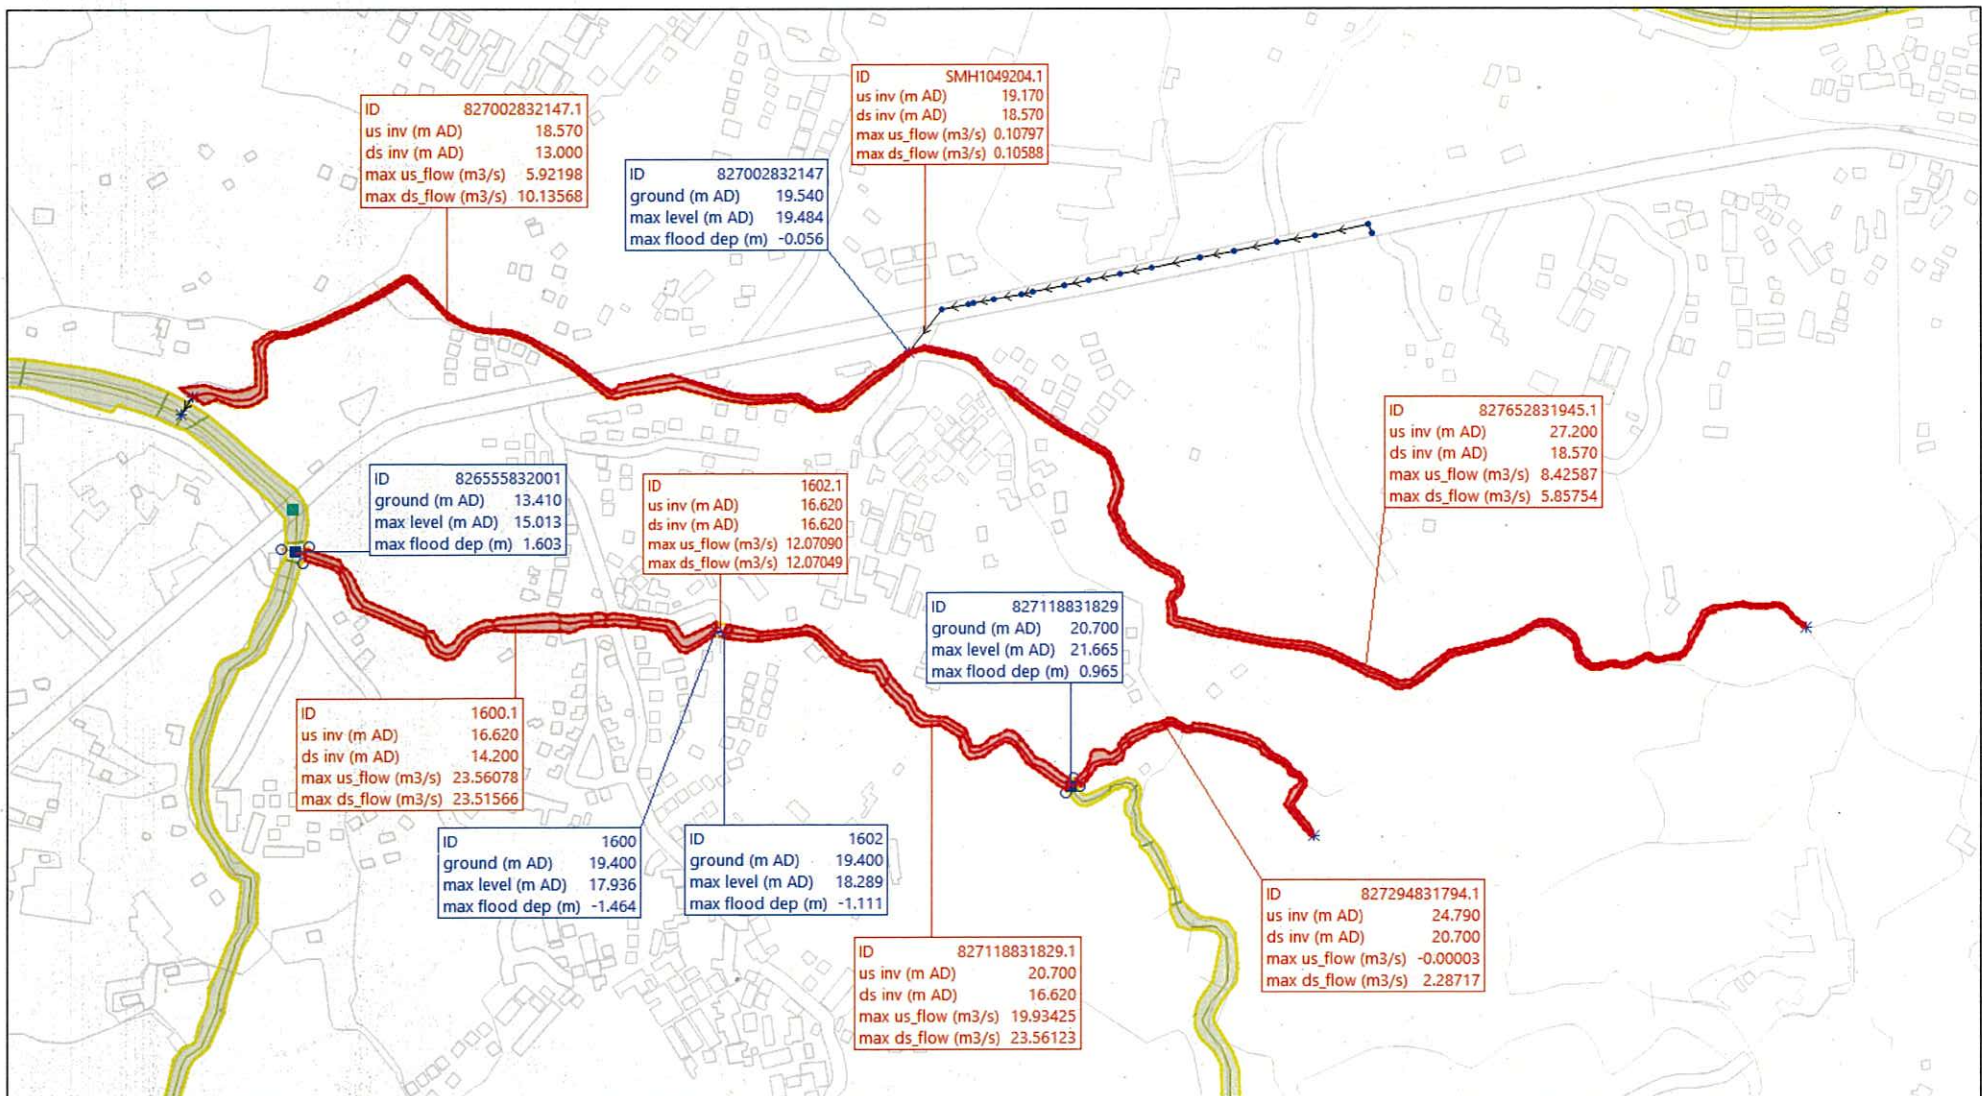 ID SMH1049204.1
us inv (m AD) 19.170
ds inv (m AD) 18.570
max us_flow (m3/s) 0.10797
max ds_flow (m3/s) 0.10588
ID 827002832147.1
us inv (m AD) 18.570
ds inv (m AD) 13.000
max us_flow (m3/s) 5.92198
max ds_flow (m3/s) 10.13568
ID 827002832147
ground (m AD) 19.540
max level (m AD) 19.484
max flood dep (m) -0.056
ID 827652831945.1
us inv (m AD) 27.200
ds inv (m AD) 18.570
max us_flow (m3/s) 8.42587
max ds_flow (m3/s) 5.85754
ID 826555832001
ground (m AD) 13.410
max level (m AD) 15.013
max flood dep (m) 1.603
ID 1602.1
us inv (m AD) 16.620
ds inv (m AD) 16.620
max us_flow (m3/s) 12.07090
max ds_flow (m3/s) 12.07049
ID 827118831829
ground (m AD) 20.700
max level (m AD) 21.665
max flood dep (m) 0.965
ID 1600.1
us inv (m AD) 16.620
ds inv (m AD) 14.200
max us_flow (m3/s) 23.56078
max ds_flow (m3/s) 23.51566
ID 1600
ground (m AD) 19.400
max level (m AD) 17.936
max flood dep (m) -1.464
ID 1602
ground (m AD) 19.400
max level (m AD) 18.289
max flood dep (m) -1.111
ID 827294831794.1
us inv (m AD) 24.790
ds inv (m AD) 20.700
max us_flow (m3/s) -0.00003
max ds_flow (m3/s) 2.28717
ID 827118831829.1
us inv (m AD) 20.700
ds inv (m AD) 16.620
max us_flow (m3/s) 19.93425
max ds_flow (m3/s) 23.56123